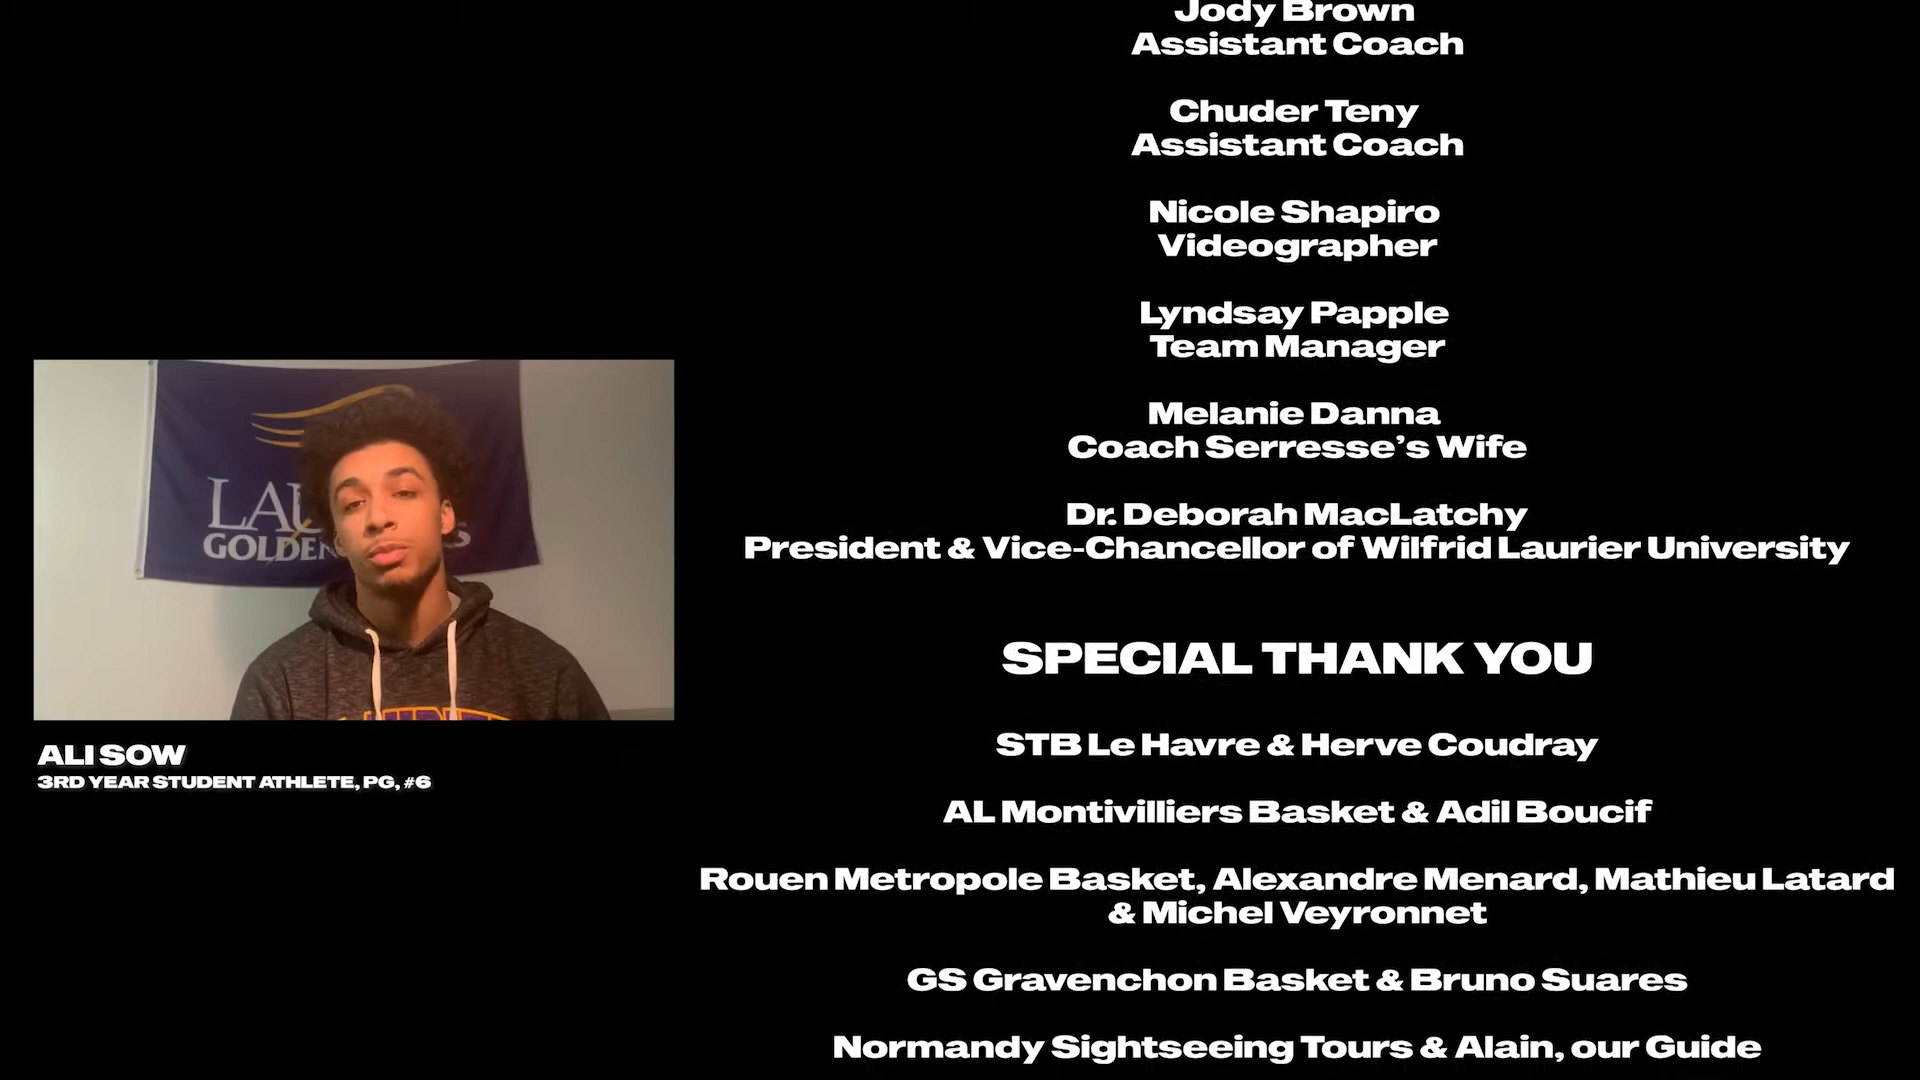 Jody Brown
Assistant Coach
Chuder Teny
Assistant Coach
Nicole Shapiro
Videographer
Lyndsay Papple
Team Manager
Melanie Danna
Coach Serresse’s Wife
Dr. Deborah MacLatchy
President & Vice-Chancellor of Wilfrid Laurier University
SPECIAL THANK YOU
STB Le Havre & Herve Coudray
AL Montivilliers Basket & Adil Boucif
Rouen Metropole Basket, Alexandre Menard, Mathieu Latard
& Michel Veyronnet
GS Gravenchon Basket & Bruno Suares
Normandy Sightseeing Tours & Alain, our Guide
GOLDEN
ALI SOW
3RD YEAR STUDENT ATHLETE, PG, #6